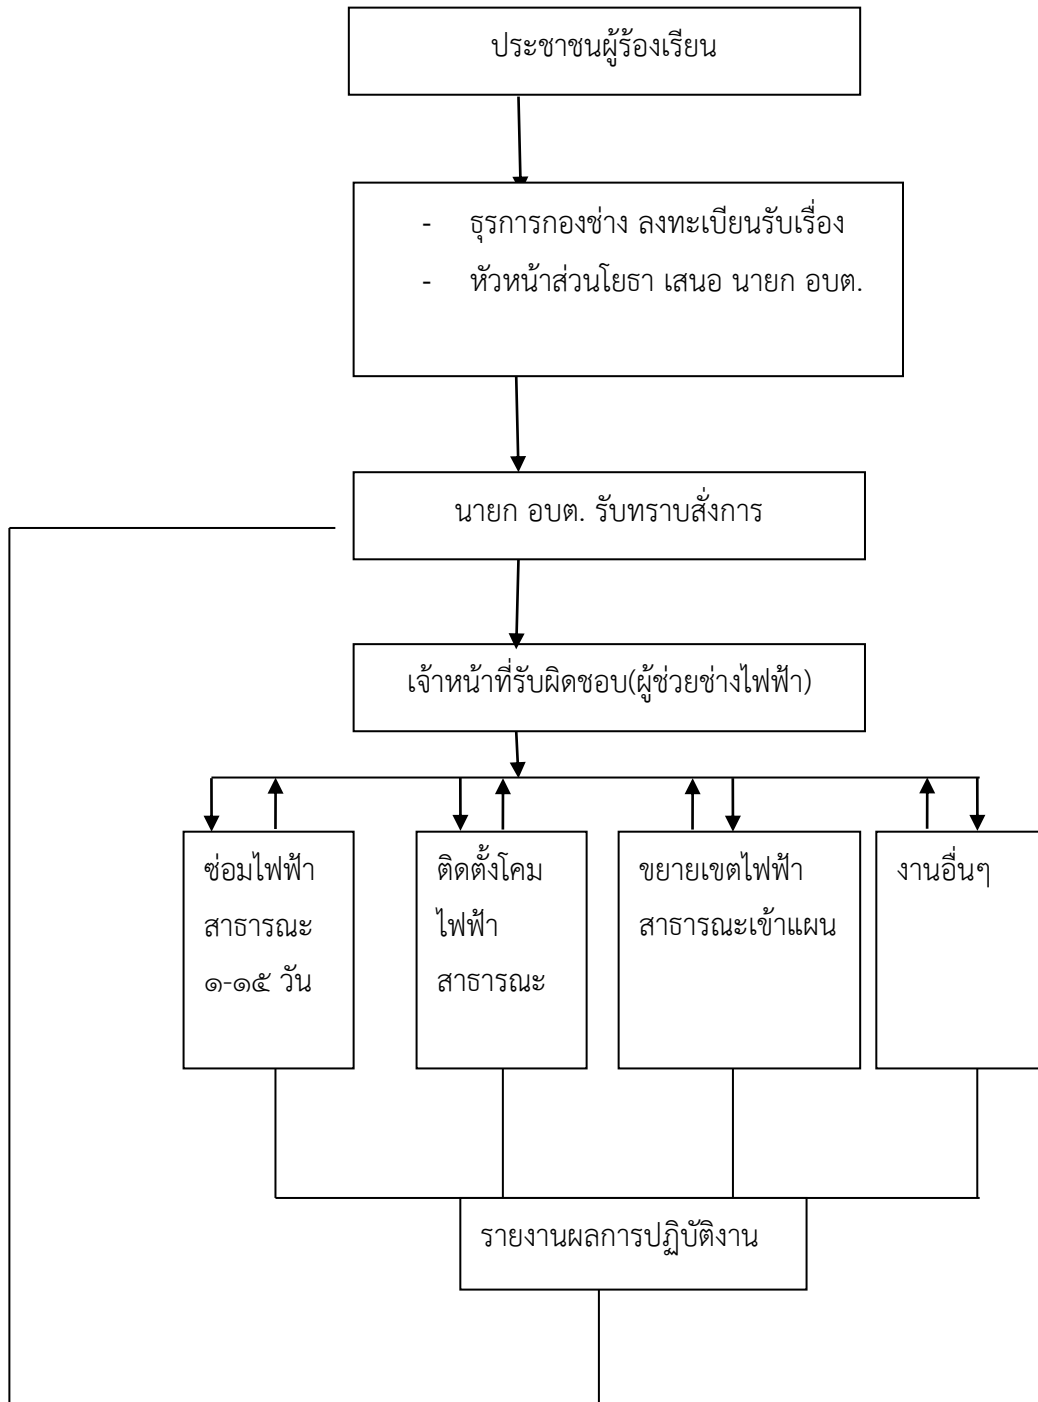 ประชาชนผู้ร้องเรียน
- ธุรการกองช่าง ลงทะเบียนรับเรื่อง
- หัวหน้าส่วนโยธา เสนอ นายก อบต.
นายก อบต. รับทราบสั่งการ
เจ้าหน้าที่รับผิดชอบ(ผู้ช่วยช่างไฟฟ้า)
ซ่อมไฟฟ้า
สาธารณะ
๑-๑๕ วัน
ติดตั้งโคม
ไฟฟ้า
สาธารณะ
ขยายเขตไฟฟ้า
สาธารณะเข้าแผน
งานอื่นๆ
รายงานผลการปฏิบัติงาน